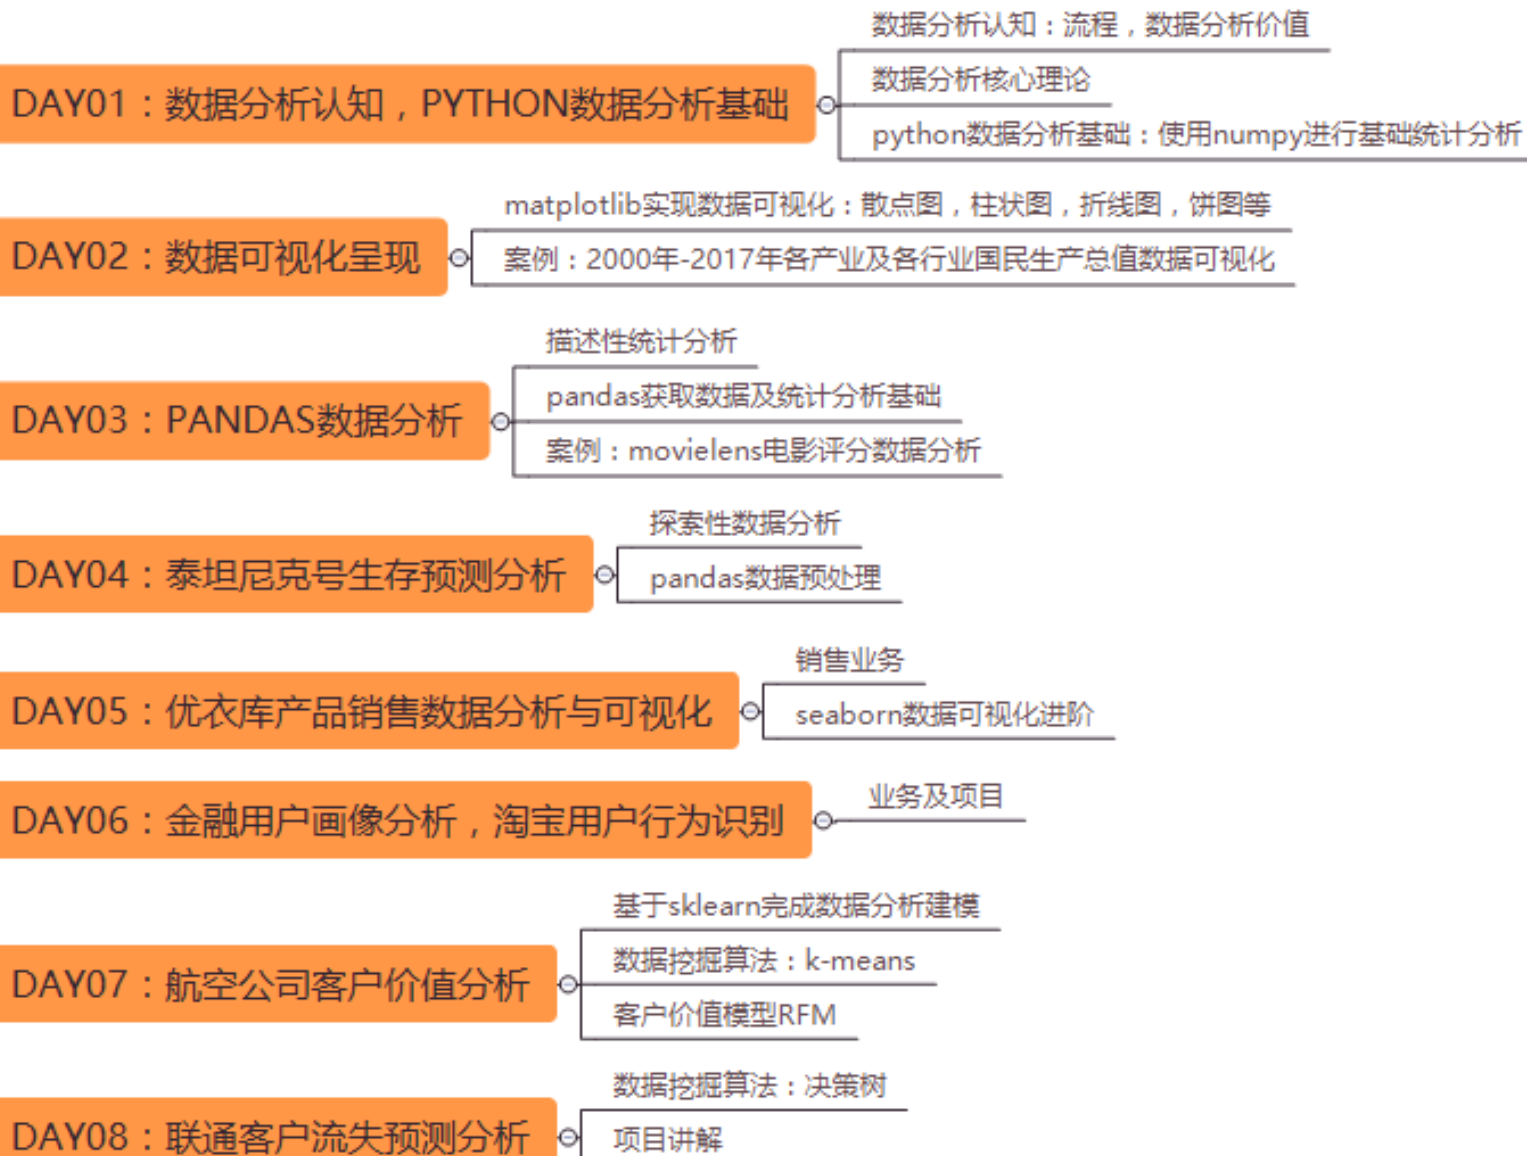 数据分析认知：流程，数据分析价值
数据分析核心理论
DAY01：数据分析认知，PYTHON数据分析基础
python数据分析基础：使用numpy进行基础统计分析
matplotlib实现数据可视化：散点图，柱状图，折线图，饼图等
DAY02：数据可视化呈现
案例：2000年-2017年各产业及各行业国民生产总值数据可视化
描述性统计分析
pandas获取数据及统计分析基础
DAY03：PANDAS数据分析
案例：movielens电影评分数据分析
探索性数据分析
DAY04：泰坦尼克号生存预测分析
pandas数据预处理
销售业务
DAY05：优衣库产品销售数据分析与可视化
seaborn数据可视化进阶
业务及项目
DAY06：金融用户画像分析，淘宝用户行为识别
基于sklearn完成数据分析建模
数据挖掘算法：k-means
DAY07：航空公司客户价值分析
客户价值模型RFM
数据挖掘算法：决策树
DAY08：联通客户流失预测分析
项目讲解